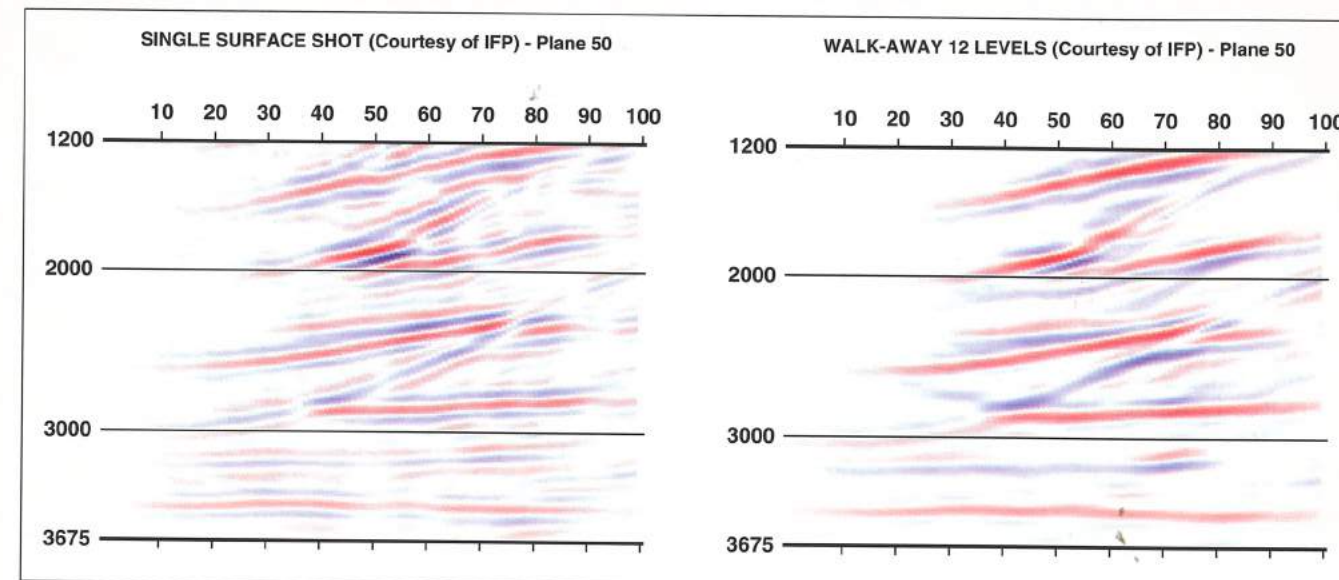 SINGLE SURFACE SHOT (Courtesy of IFP) - Plane 50
10 20 30 40 50 60 70 80 90 100
1200
2000
3000
3675
WALK-AWAY 12 LEVELS (Courtesy of IFP) - Plane 50
10 20 30 40 50 60 70 80 90 100
1200
2000
3000
3675